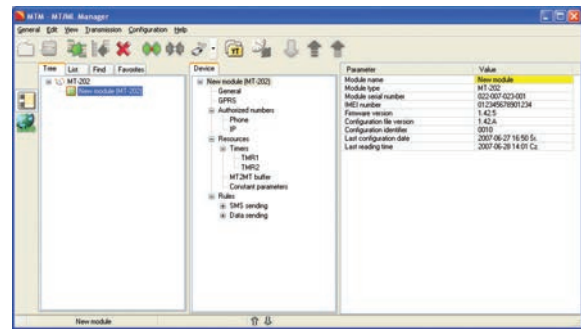 MTM - MT/ML Manager
General Edit View Transmission Configuration Help
Tree List Find Favorites
MT-202
New module (MT-202)
Device
New module (MT-202)
General
GPRS
Authorized numbers
Phone
IP
Resources
Timers
TMR1
TMR2
MT2MT buffer
Constant parameters
Rules
SMS sending
Data sending
Parameter Value
Module name New module
Module type MT-202
Module serial number 022-007-023-001
IMEI number 012345678901234
Firmware version 1.42:5
Configuration file version 1.42.A
Configuration identifier 0010
Last configuration date 2007-06-27 16:50 Śr.
Last reading time 2007-06-28 14:01 Cz.
New module